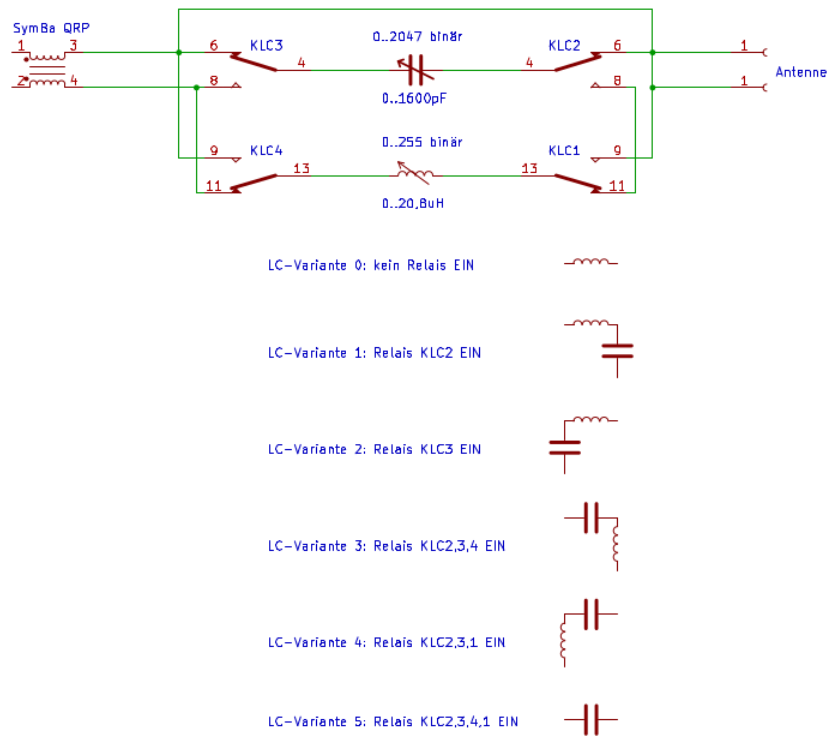 SymBa QRP
1 3
2 4
6 KLC3
4
8
0..2047 binär
0..1600pF
KLC2 6
4
8
1
1
Antenne
9 KLC4
13
11
0..255 binär
0..20,8uH
KLC1 9
13
11
LC-Variante 0: kein Relais EIN
LC-Variante 1: Relais KLC2 EIN
LC-Variante 2: Relais KLC3 EIN
LC-Variante 3: Relais KLC2,3,4 EIN
LC-Variante 4: Relais KLC2,3,1 EIN
LC-Variante 5: Relais KLC2,3,4,1 EIN